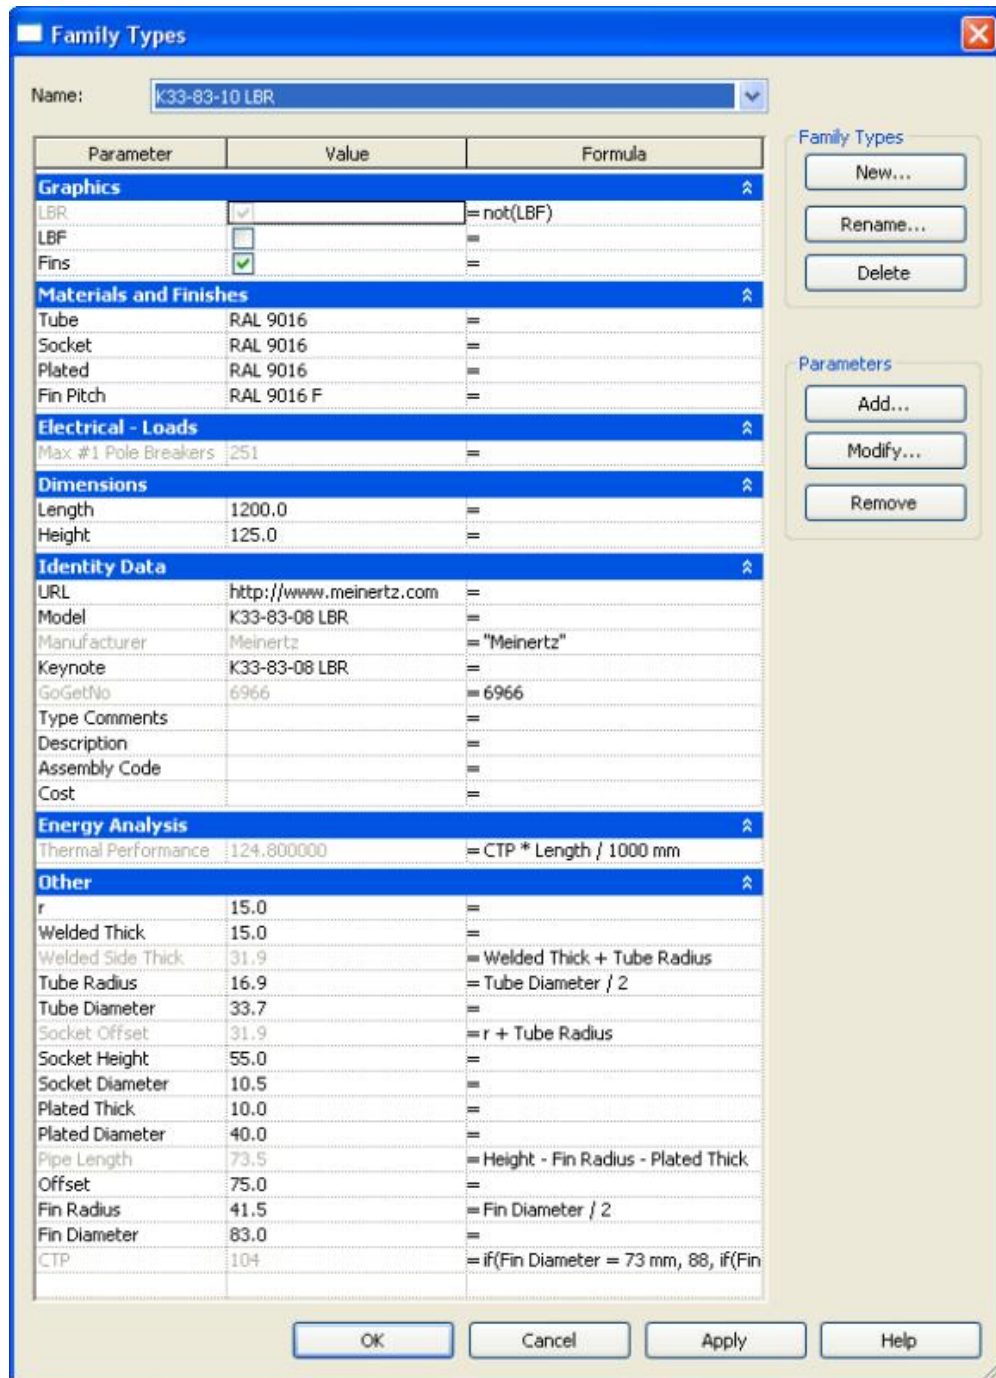 Family Types
Name: K33-83-10 LBR
Parameter Value Formula
Graphics
LBR = not(LBF)
LBF =
Fins =
Materials and Finishes
Tube RAL 9016 =
Socket RAL 9016 =
Plated RAL 9016 =
Fin Pitch RAL 9016 F =
Electrical - Loads
Max #1 Pole Breakers 251 =
Dimensions
Length 1200.0 =
Height 125.0 =
Identity Data
URL http://www.meinertz.com =
Model K33-83-08 LBR =
Manufacturer Meinertz = "Meinertz"
Keynote K33-83-08 LBR =
GoGetNo 6966 = 6966
Type Comments =
Description =
Assembly Code =
Cost =
Energy Analysis
Thermal Performance 124.800000 = CTP * Length / 1000 mm
Other
r 15.0 =
Welded Thick 15.0 =
Welded Side Thick 31.9 = Welded Thick + Tube Radius
Tube Radius 16.9 = Tube Diameter / 2
Tube Diameter 33.7 =
Socket Offset 31.9 = r + Tube Radius
Socket Height 55.0 =
Socket Diameter 10.5 =
Plated Thick 10.0 =
Plated Diameter 40.0 =
Pipe Length 73.5 = Height - Fin Radius - Plated Thick
Offset 75.0 =
Fin Radius 41.5 = Fin Diameter / 2
Fin Diameter 83.0 =
CTP 104 = if(Fin Diameter = 73 mm, 88, if(Fin
Family Types
New...
Rename...
Delete
Parameters
Add...
Modify...
Remove
OK Cancel Apply Help